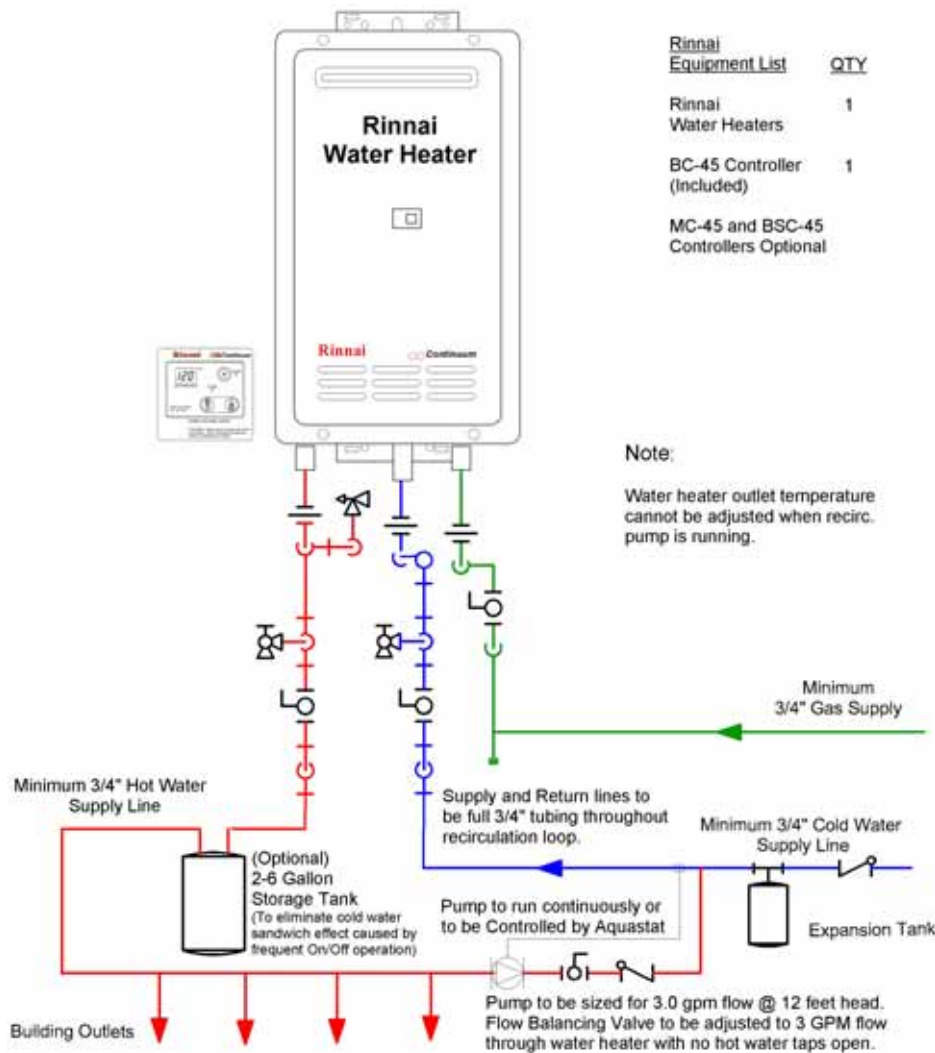 Rinnai
Equipment List QTY
Rinnai 1
Water Heaters
BC-45 Controller 1
(Included)
MC-45 and BSC-45
Controllers Optional
Rinnai
Water Heater
Rinnai Continuum
Rinnai Continuum
120
Note:
Water heater outlet temperature
cannot be adjusted when recirc.
pump is running.
Minimum
3/4" Gas Supply
Minimum 3/4" Hot Water
Supply Line
Supply and Return lines to
be full 3/4" tubing throughout
recirculation loop.
Minimum 3/4" Cold Water
Supply Line
(Optional)
2-6 Gallon
Storage Tank
(To eliminate cold water
sandwich effect caused by
frequent On/Off operation)
Pump to run continuously or
to be Controlled by Aquastat
Expansion Tank
Building Outlets
Pump to be sized for 3.0 gpm flow @ 12 feet head.
Flow Balancing Valve to be adjusted to 3 GPM flow
through water heater with no hot water taps open.